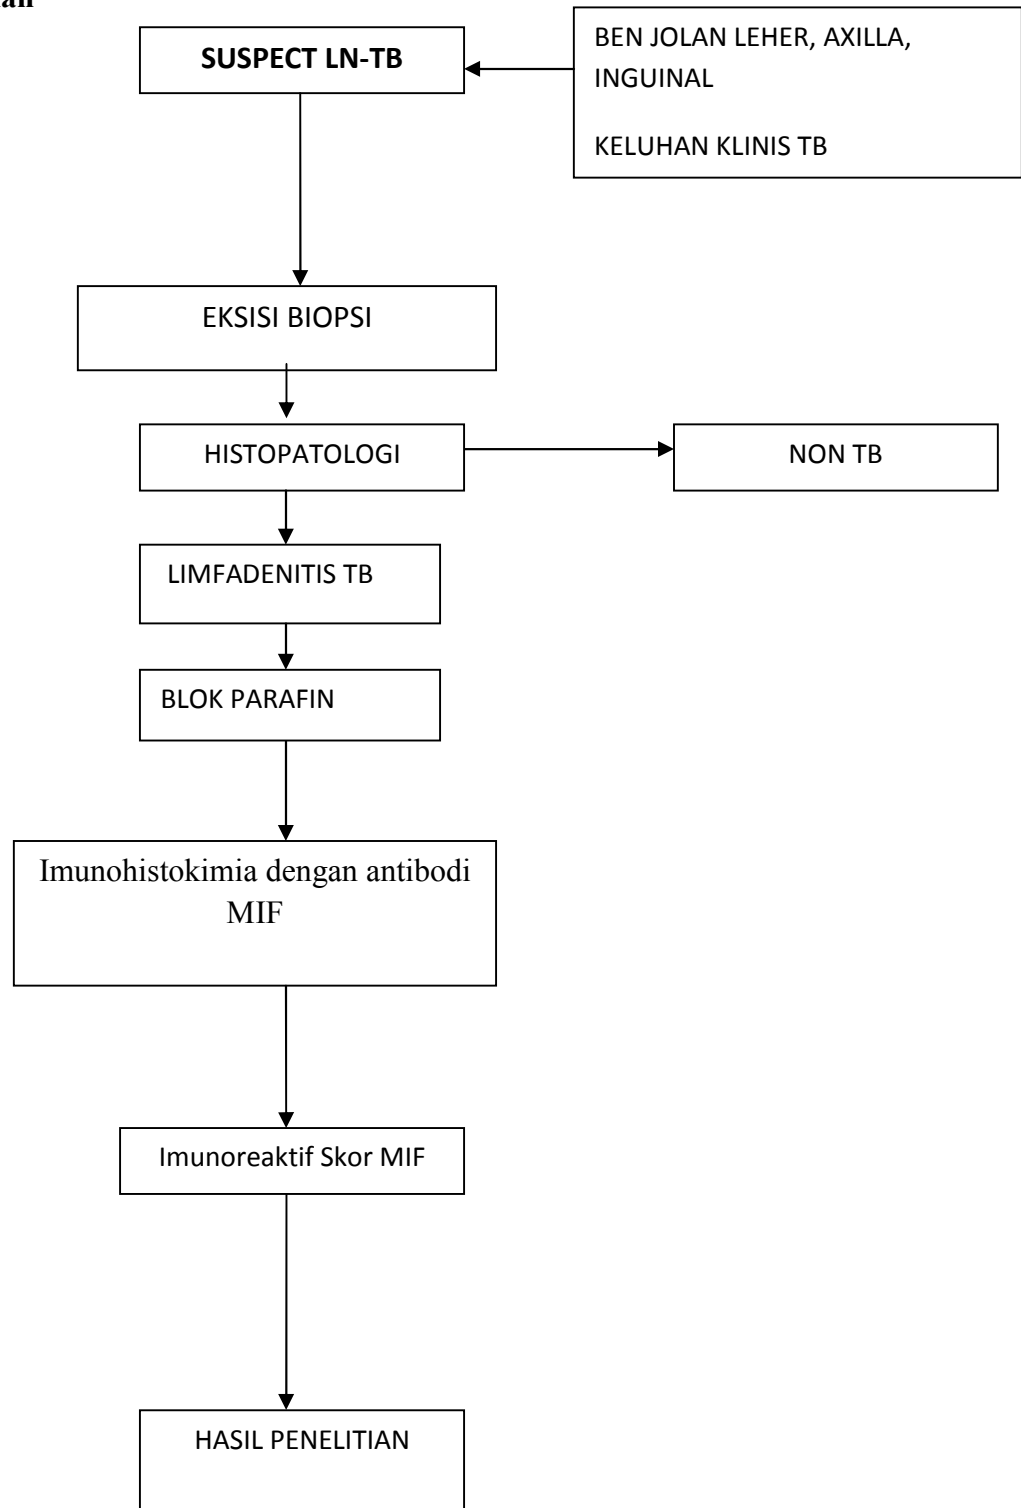 SUSPECT LN-TB
BEN JOLAN LEHER, AXILLA,
INGUINAL
KELUHAN KLINIS TB
EKSISI BIOPSI
HISTOPATOLOGI
NON TB
LIMFADENITIS TB
BLOK PARAFIN
Imunohistokimia dengan antibodi
MIF
Imunoreaktif Skor MIF
HASIL PENELITIAN